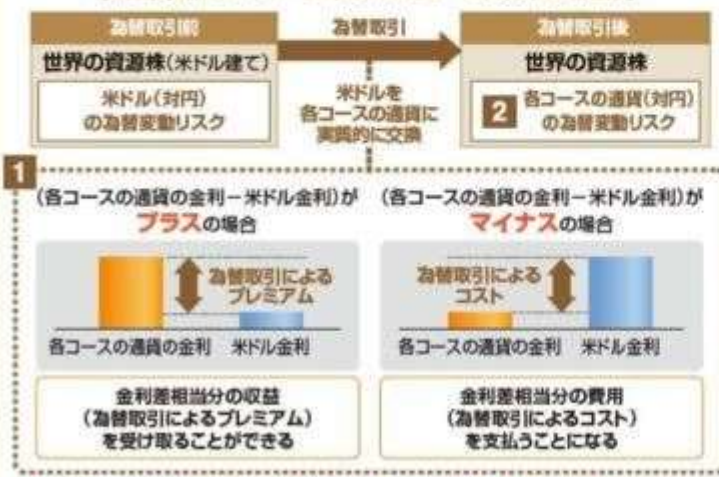 為替取引前
為替取引
為替取引後
世界の資源株(米ドル建て)
世界の資源株
米ドル(対円)
の為替変動リスク
米ドルを
各コースの通貨に
実質的に交換
2 各コースの通貨(対円)
の為替変動リスク
1
(各コースの通貨の金利－米ドル金利)が
プラスの場合
為替取引による
プレミアム
各コースの通貨の金利 米ドル金利
金利差相当分の収益
(為替取引によるプレミアム)
を受け取ることができる
(各コースの通貨の金利－米ドル金利)が
マイナスの場合
為替取引による
コスト
各コースの通貨の金利 米ドル金利
金利差相当分の費用
(為替取引によるコスト)
を支払うことになる